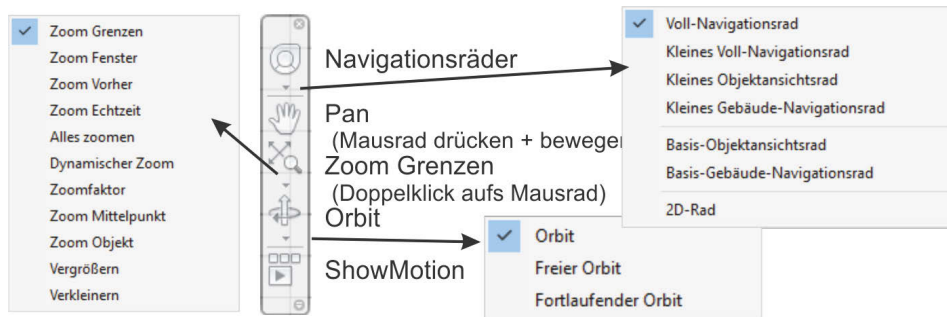 Zoom Grenzen
Zoom Fenster
Zoom Vorher
Zoom Echtzeit
Alles zoomen
Dynamischer Zoom
Zoomfaktor
Zoom Mittelpunkt
Zoom Objekt
Vergrößern
Verkleinern
Navigationsräder
Pan
(Mausrad drücken + beweger
Zoom Grenzen
(Doppelklick aufs Mausrad)
Orbit
ShowMotion
Voll-Navigationsrad
Kleines Voll-Navigationsrad
Kleines Objektansichtsrad
Kleines Gebäude-Navigationsrad
Basis-Objektansichtsrad
Basis-Gebäude-Navigationsrad
2D-Rad
Orbit
Freier Orbit
Fortlaufender Orbit